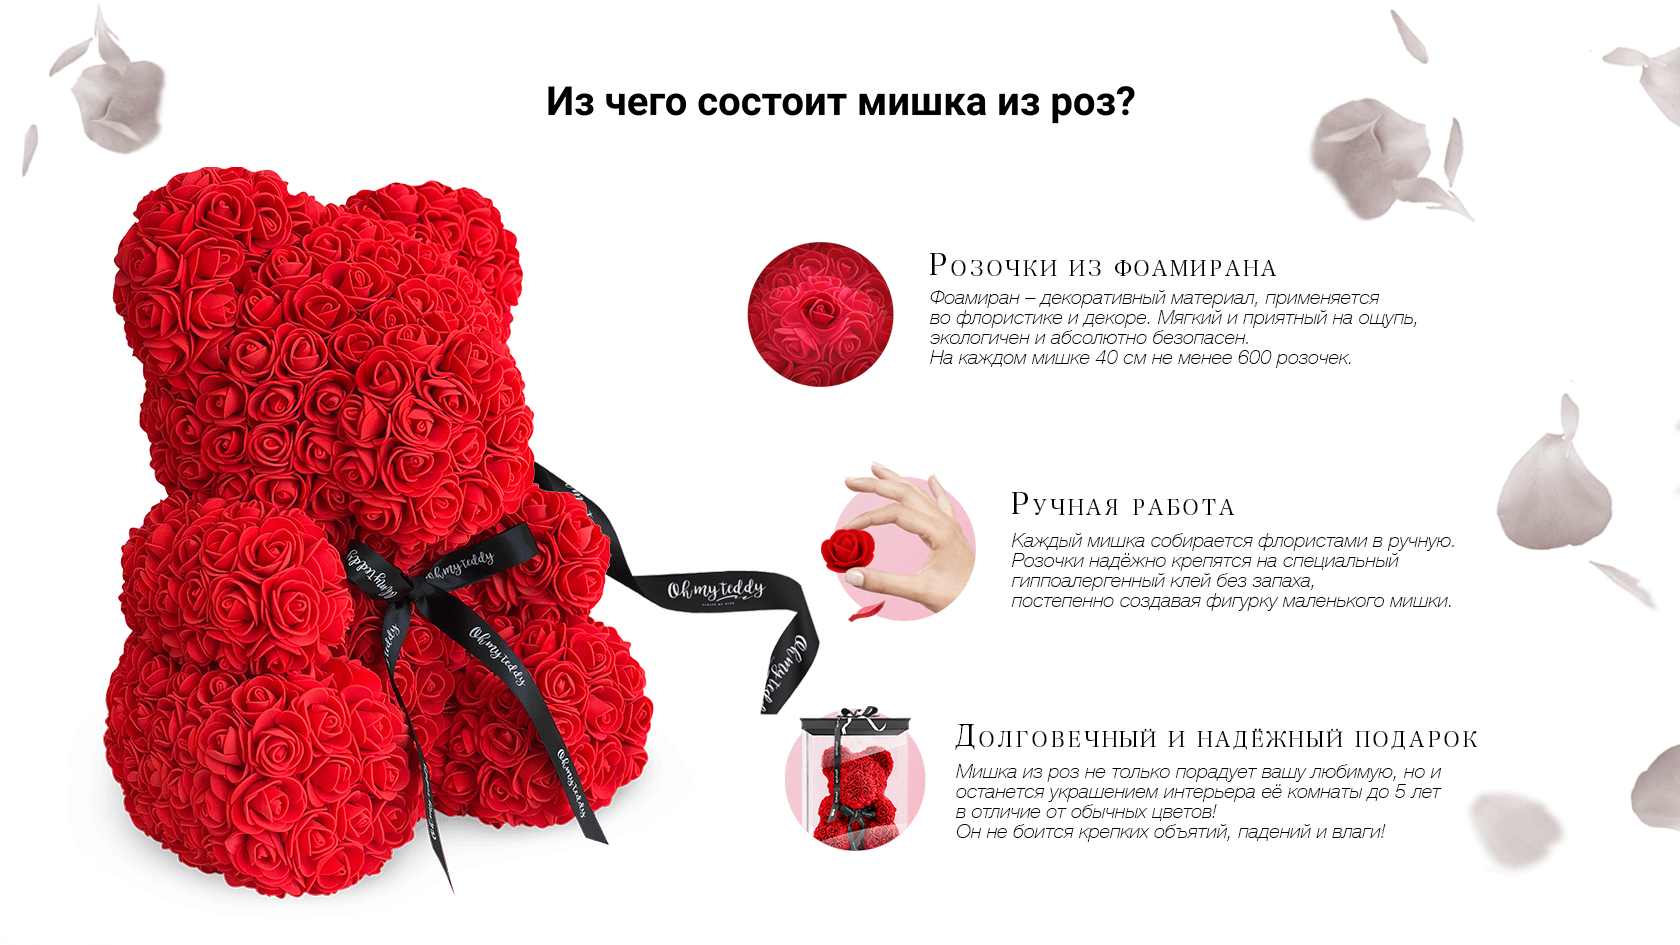 Из чего состоит мишка из роз?
Розочки из фоамирана
Фоамиран – декоративный материал, применяется
во флористике и декоре. Мягкий и приятный на ощупь,
экологичен и абсолютно безопасен.
На каждом мишке 40 см не менее 600 розочек.
Ручная работа
Каждый мишка собирается флористами в ручную.
Розочки надёжно крепятся на специальный
гиппоалергенный клей без запаха,
постепенно создавая фигурку маленького мишки.
Долговечный и надёжный подарок
Мишка из роз не только порадует вашу любимую, но и
останется украшением интерьера её комнаты до 5 лет
в отличие от обычных цветов!
Он не боится крепких объятий, падений и влаги!
Oh my teddy
Oh my teddy
Oh my teddy
Oh my teddy
Oh my teddy